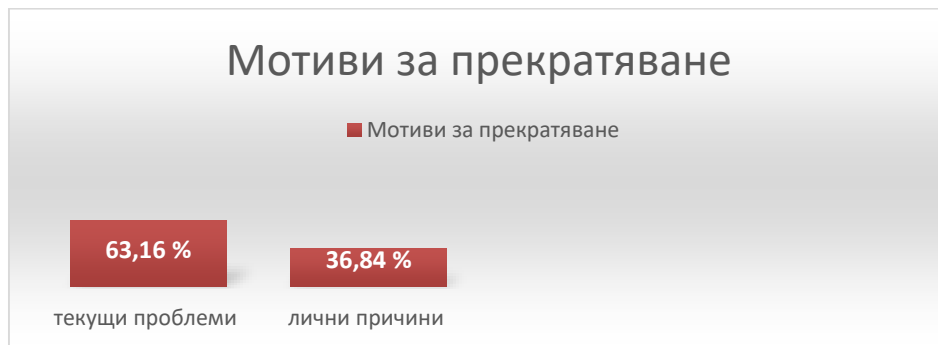 Мотиви за прекратяване
Мотиви за прекратяване
63,16 %
36,84 %
текущи проблеми
лични причини